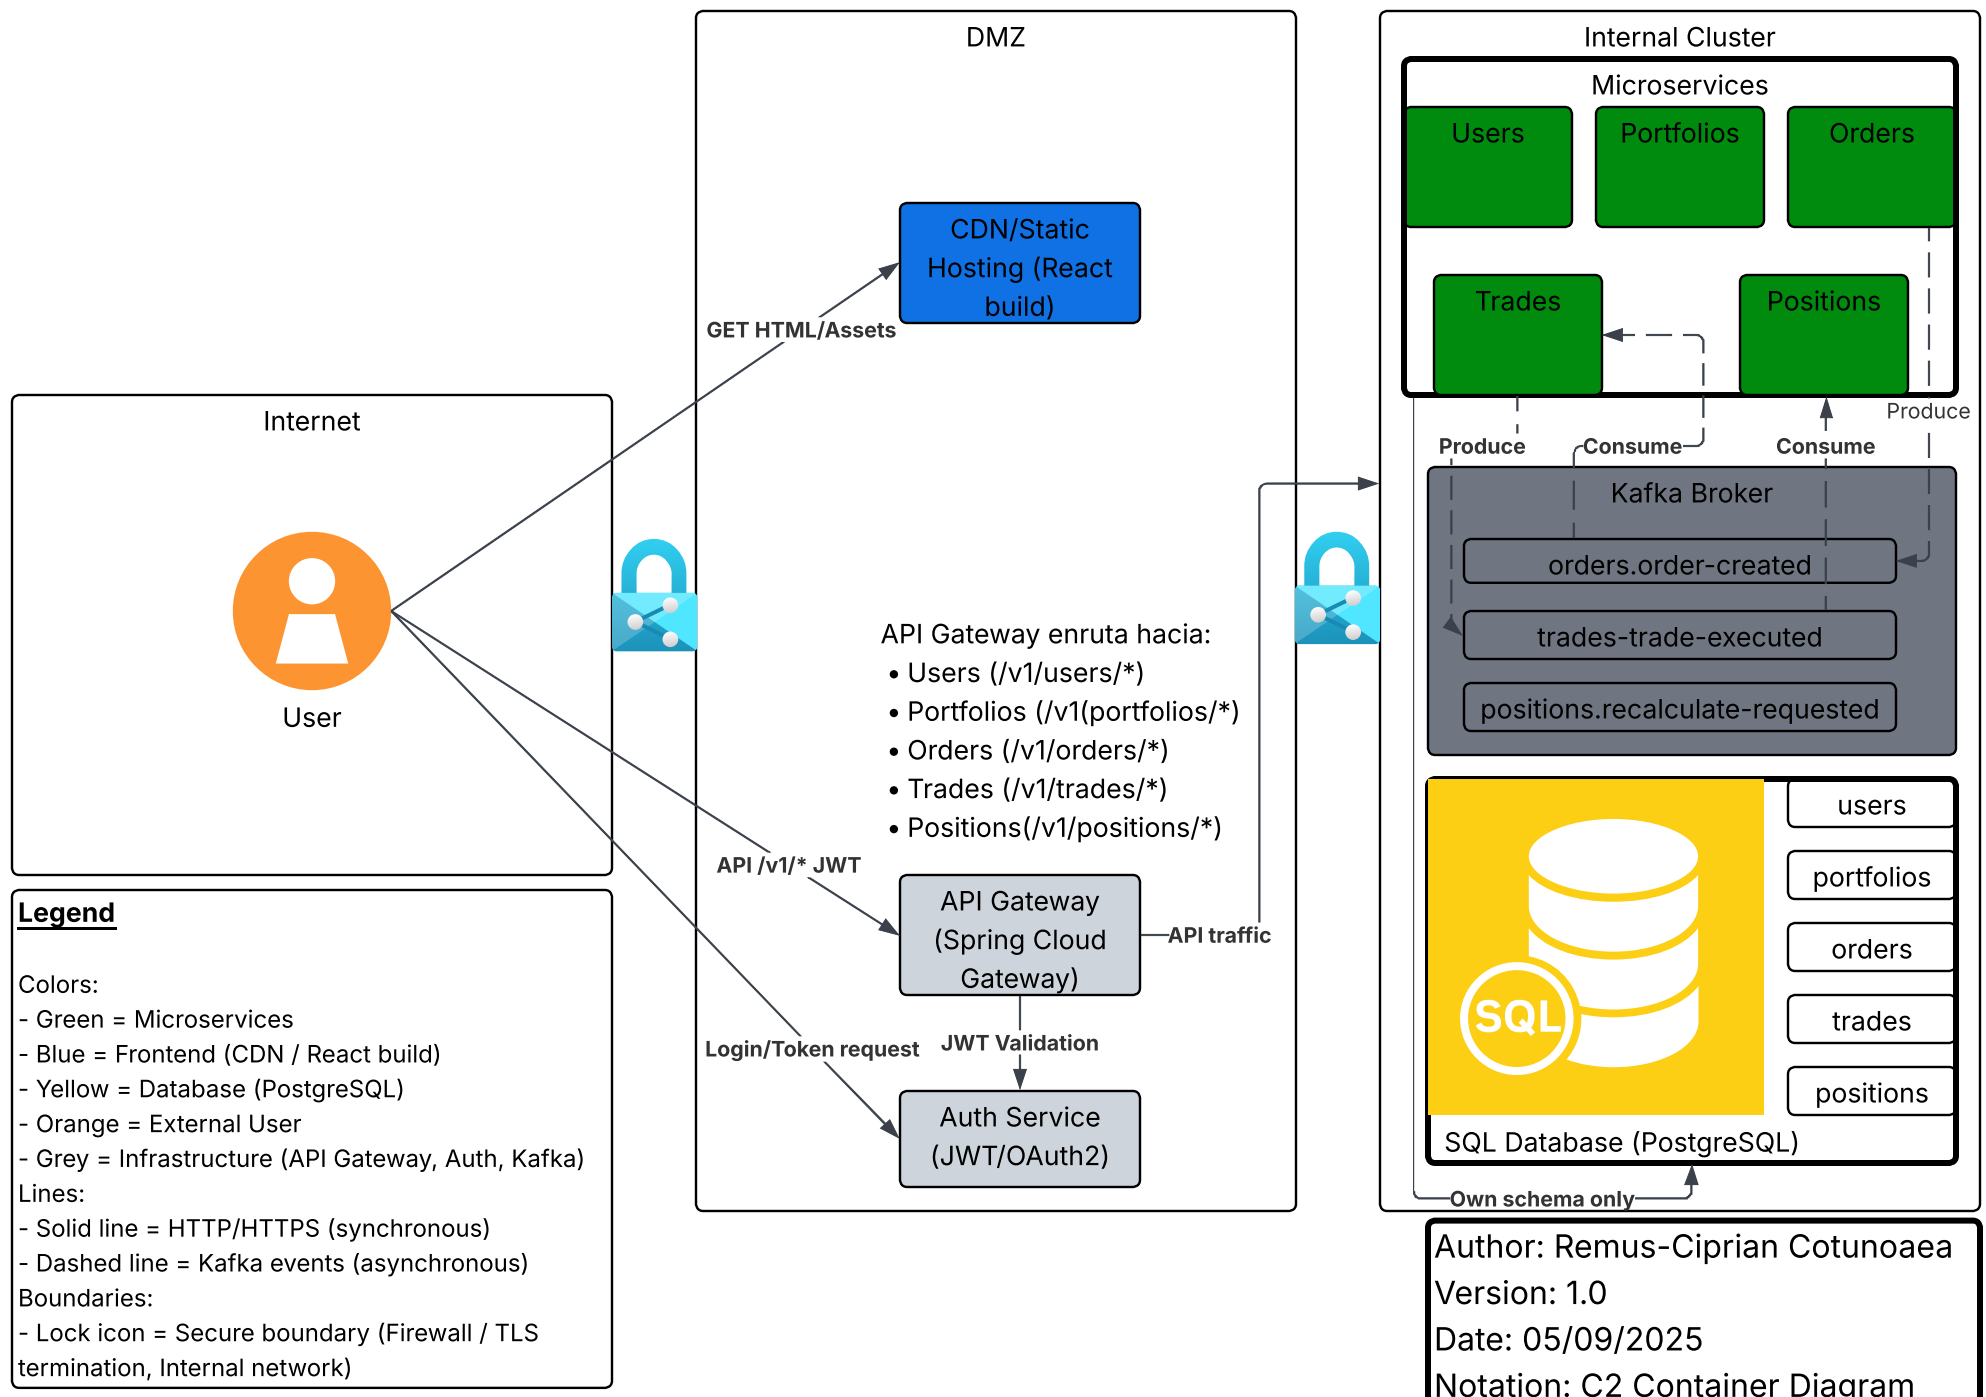 Internet
User
Legend
Colors:
- Green = Microservices
- Blue = Frontend (CDN / React build)
- Yellow = Database (PostgreSQL)
- Orange = External User
- Grey = Infrastructure (API Gateway, Auth, Kafka)
Lines:
- Solid line = HTTP/HTTPS (synchronous)
- Dashed line = Kafka events (asynchronous)
Boundaries:
- Lock icon = Secure boundary (Firewall / TLS
termination, Internal network)
DMZ
CDN/Static
Hosting (React
build)
GET HTML/Assets
API Gateway enruta hacia:
• Users (/v1/users/*)
• Portfolios (/v1(portfolios/*)
• Orders (/v1/orders/*)
• Trades (/v1/trades/*)
• Positions(/v1/positions/*)
API /v1/* JWT
API Gateway
(Spring Cloud
Gateway)
API traffic
Login/Token request
JWT Validation
Auth Service
(JWT/OAuth2)
Internal Cluster
Microservices
Users
Portfolios
Orders
Trades
Positions
Produce
Produce
Consume
Consume
Kafka Broker
orders.order-created
trades-trade-executed
positions.recalculate-requested
SQL
users
portfolios
orders
trades
positions
SQL Database (PostgreSQL)
Own schema only
Author: Remus-Ciprian Cotunoaea
Version: 1.0
Date: 05/09/2025
Notation: C2 Container Diagram